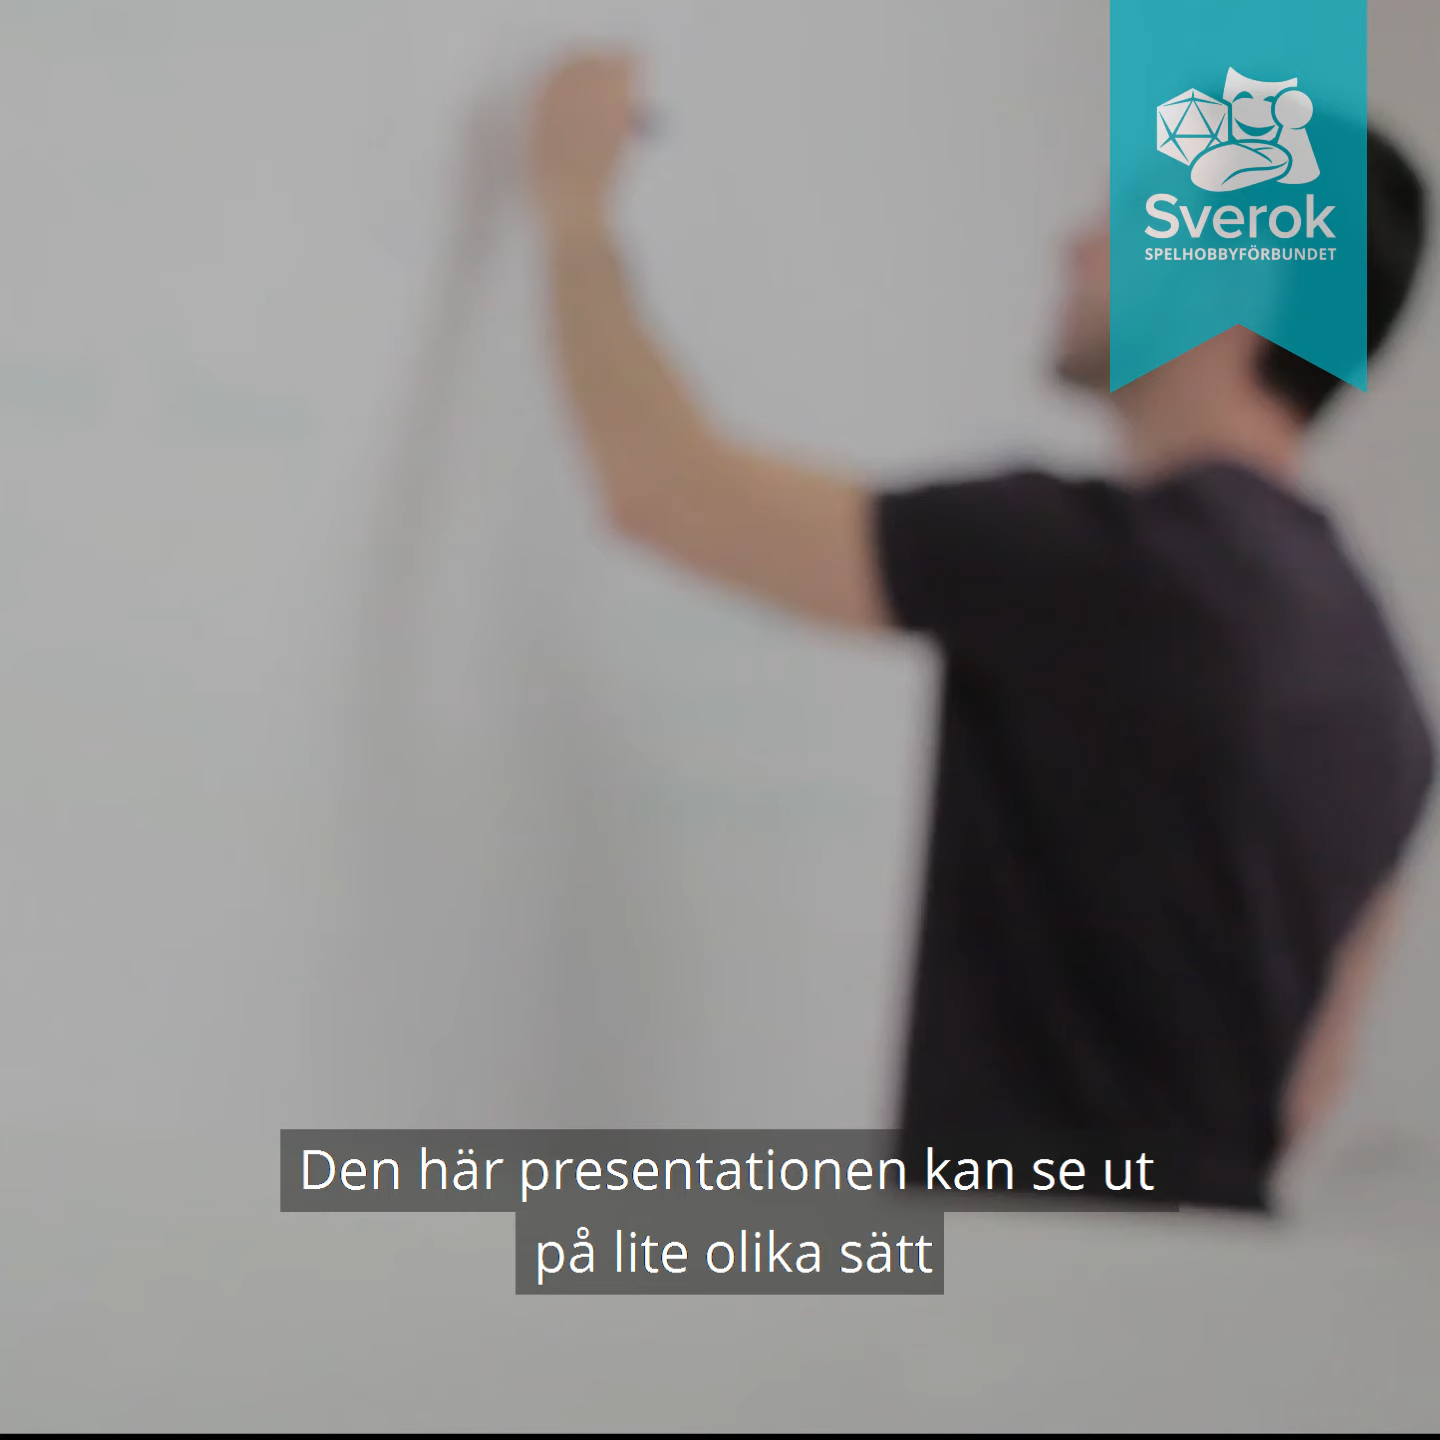 Sverok
SPELHOBBYFÖRBUNDET
Den här presentationen kan se ut
på lite olika sätt